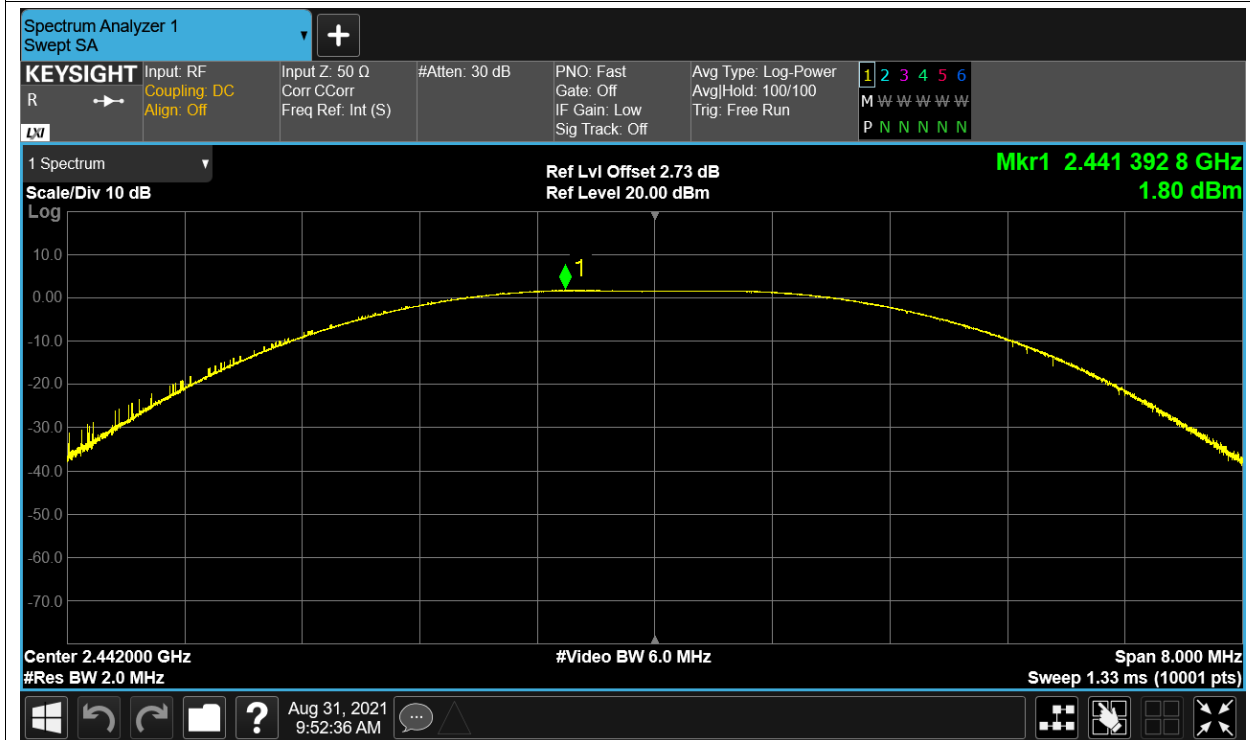 Spectrum Analyzer 1
Swept SA
+
KEYSIGHT
R
LXI
Input: RF
Coupling: DC
Align: Off
Input Z: 50 Ω
Corr CCorr
Freq Ref: Int (S)
#Atten: 30 dB
PNO: Fast
Gate: Off
IF Gain: Low
Sig Track: Off
Avg Type: Log-Power
Avg|Hold: 100/100
Trig: Free Run
1 2 3 4 5 6
M W W W W W
P N N N N N
1 Spectrum
Scale/Div 10 dB
Log
Ref Lvl Offset 2.73 dB
Ref Level 20.00 dBm
Mkr1 2.441 392 8 GHz
1.80 dBm
1
10.0
0.00
-10.0
-20.0
-30.0
-40.0
-50.0
-60.0
-70.0
Center 2.442000 GHz
#Res BW 2.0 MHz
#Video BW 6.0 MHz
Span 8.000 MHz
Sweep 1.33 ms (10001 pts)
?
Aug 31, 2021
9:52:36 AM